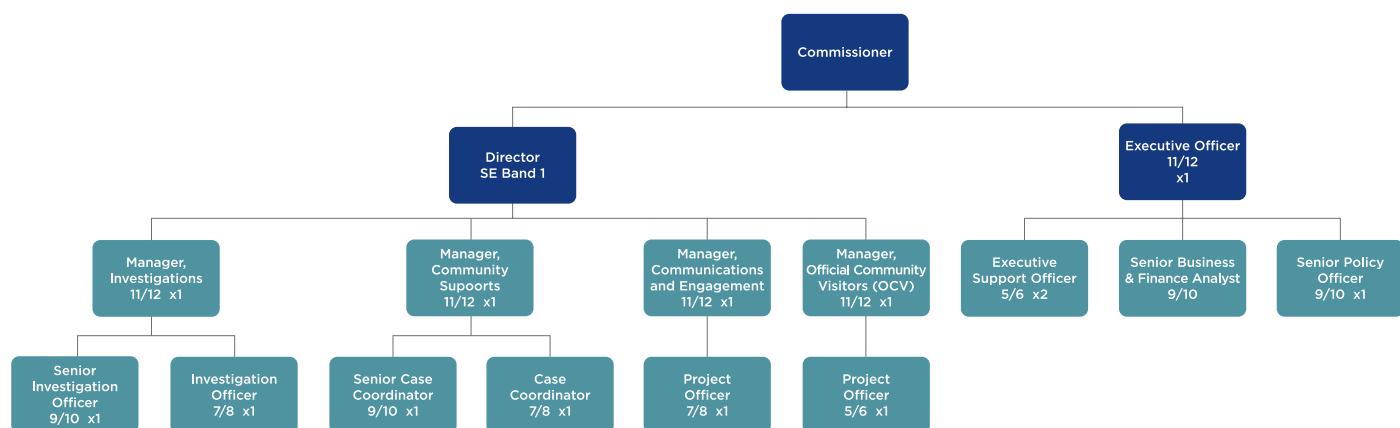 Commissioner
Director
SE Band 1
Executive Officer
11/12
x1
Manager,
Investigations
11/12 x1
Manager,
Community
Supoorts
11/12 x1
Manager,
Communications
and Engagement
11/12 x1
Manager,
Official Community
Visitors (OCV)
11/12 x1
Executive
Support Officer
5/6 x2
Senior Business
& Finance Analyst
9/10
Senior Policy
Officer
9/10 x1
Senior
Investigation
Officer
9/10 x1
Investigation
Officer
7/8 x1
Senior Case
Coordinator
9/10 x1
Case
Coordinator
7/8 x1
Project
Officer
7/8 x1
Project
Officer
5/6 x1